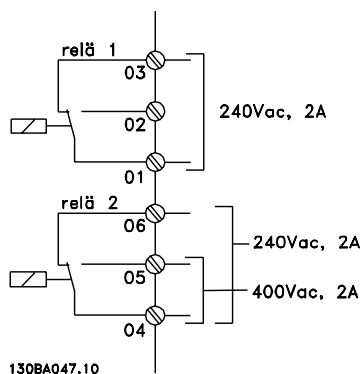 relä 1
03
02
240Vac, 2A
01
relä 2
06
240Vac, 2A
05
400Vac, 2A
04
130BA047.10